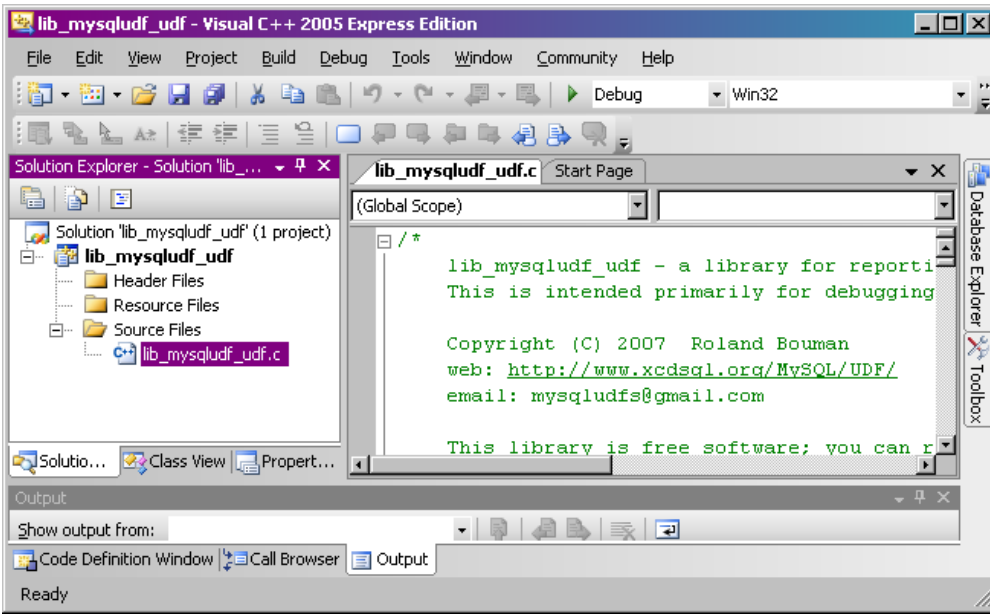 lib_mysqludf_udf - Visual C++ 2005 Express Edition
File Edit View Project Build Debug Tools Window Community Help
Debug Win32
Solution Explorer - Solution 'lib_...
Solution 'lib_mysqludf_udf' (1 project)
lib_mysqludf_udf
Header Files
Resource Files
Source Files
lib_mysqludf_udf.c
Soluti... Class View Propert...
lib_mysqludf_udf.c Start Page
(Global Scope)
/*
lib_mysqludf_udf - a library for reporti
This is intended primarily for debugging
Copyright (C) 2007 Roland Bouman
web: http://www.xcdsql.org/MySQL/UDF/
email: mysqludfs@gmail.com
This library is free software; you can r
Database Explorer
Toolbox
Output
Show output from:
Code Definition Window Call Browser Output
Ready